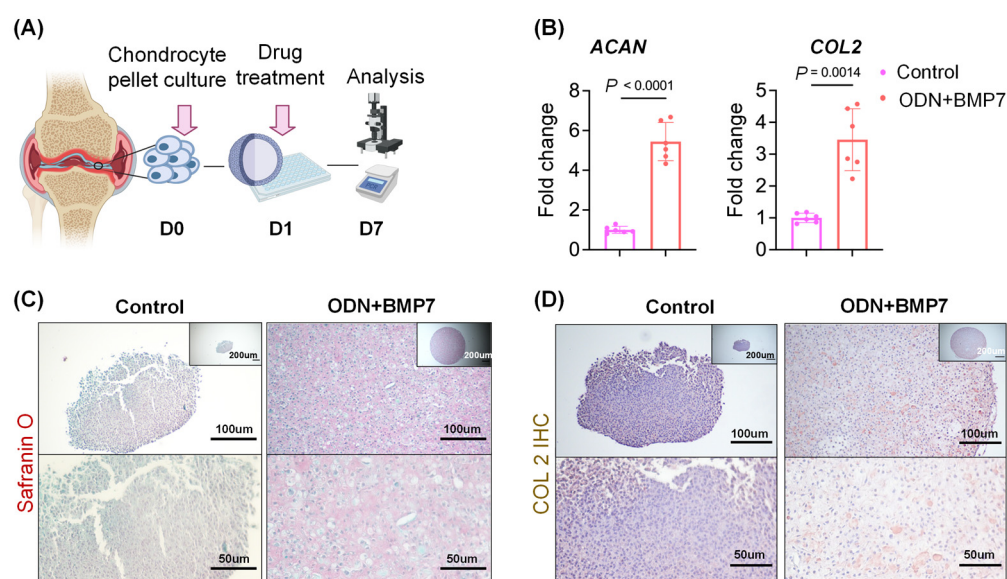 (A)
Chondrocyte
pellet culture
Drug
treatment
Analysis
D0
D1
D7
(B)
ACAN
COL2
P < 0.0001
P = 0.0014
Control
ODN+BMP7
Fold change
8
6
4
2
0
Fold change
5
4
3
2
1
0
(C)
Control
ODN+BMP7
Safranin O
200um
200um
100um
100um
50um
50um
(D)
Control
ODN+BMP7
COL 2 IHC
200um
200um
100um
100um
50um
50um